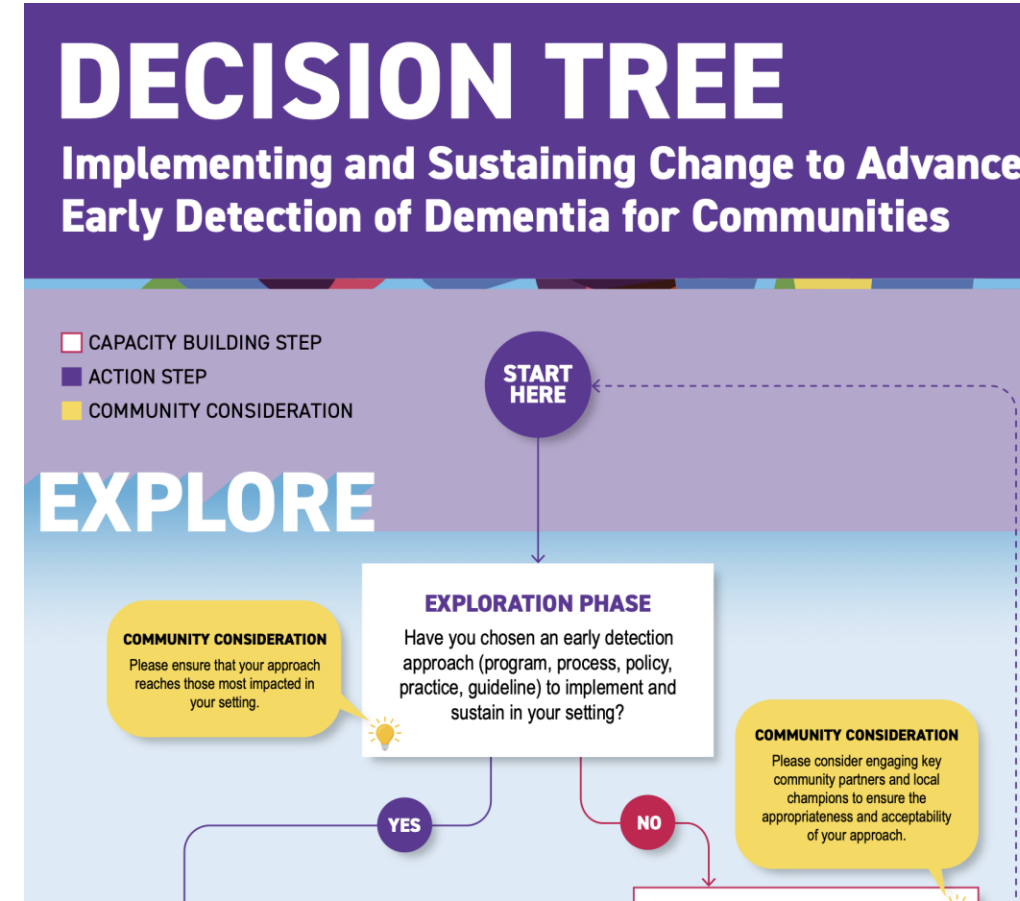 DECISION TREE
Implementing and Sustaining Change to Advance
Early Detection of Dementia for Communities
CAPACITY BUILDING STEP
ACTION STEP
COMMUNITY CONSIDERATION
START
HERE
EXPLORE
EXPLORATION PHASE
Have you chosen an early detection
approach (program, process, policy,
practice, guideline) to implement and
sustain in your setting?
COMMUNITY CONSIDERATION
Please ensure that your approach
reaches those most impacted in
your setting.
COMMUNITY CONSIDERATION
Please consider engaging key
community partners and local
champions to ensure the
appropriateness and acceptability
of your approach.
YES
NO